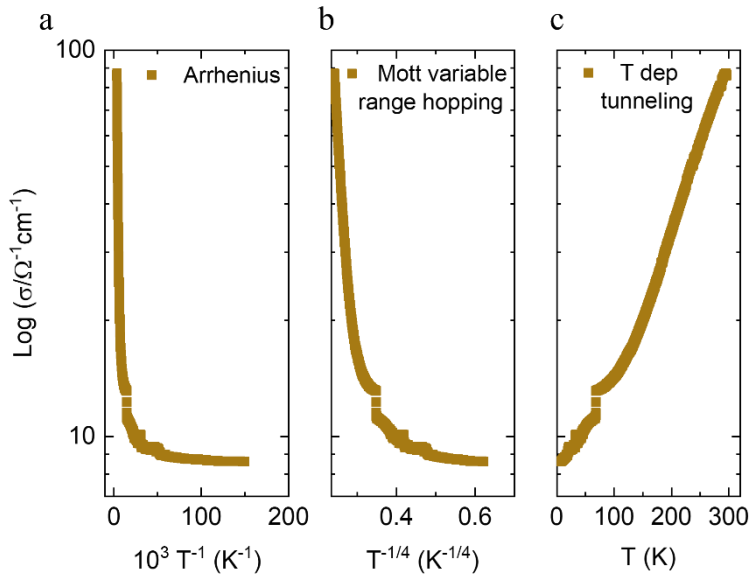 a
b
c
100
Arrhenius
Mott variable
range hopping
T dep
tunneling
Log (σ/Ω⁻¹cm⁻¹)
10
0 100 200
0.4 0.6
0 100 200 300
10³ T⁻¹ (K⁻¹)
T⁻¹/⁴ (K⁻¹/⁴)
T (K)